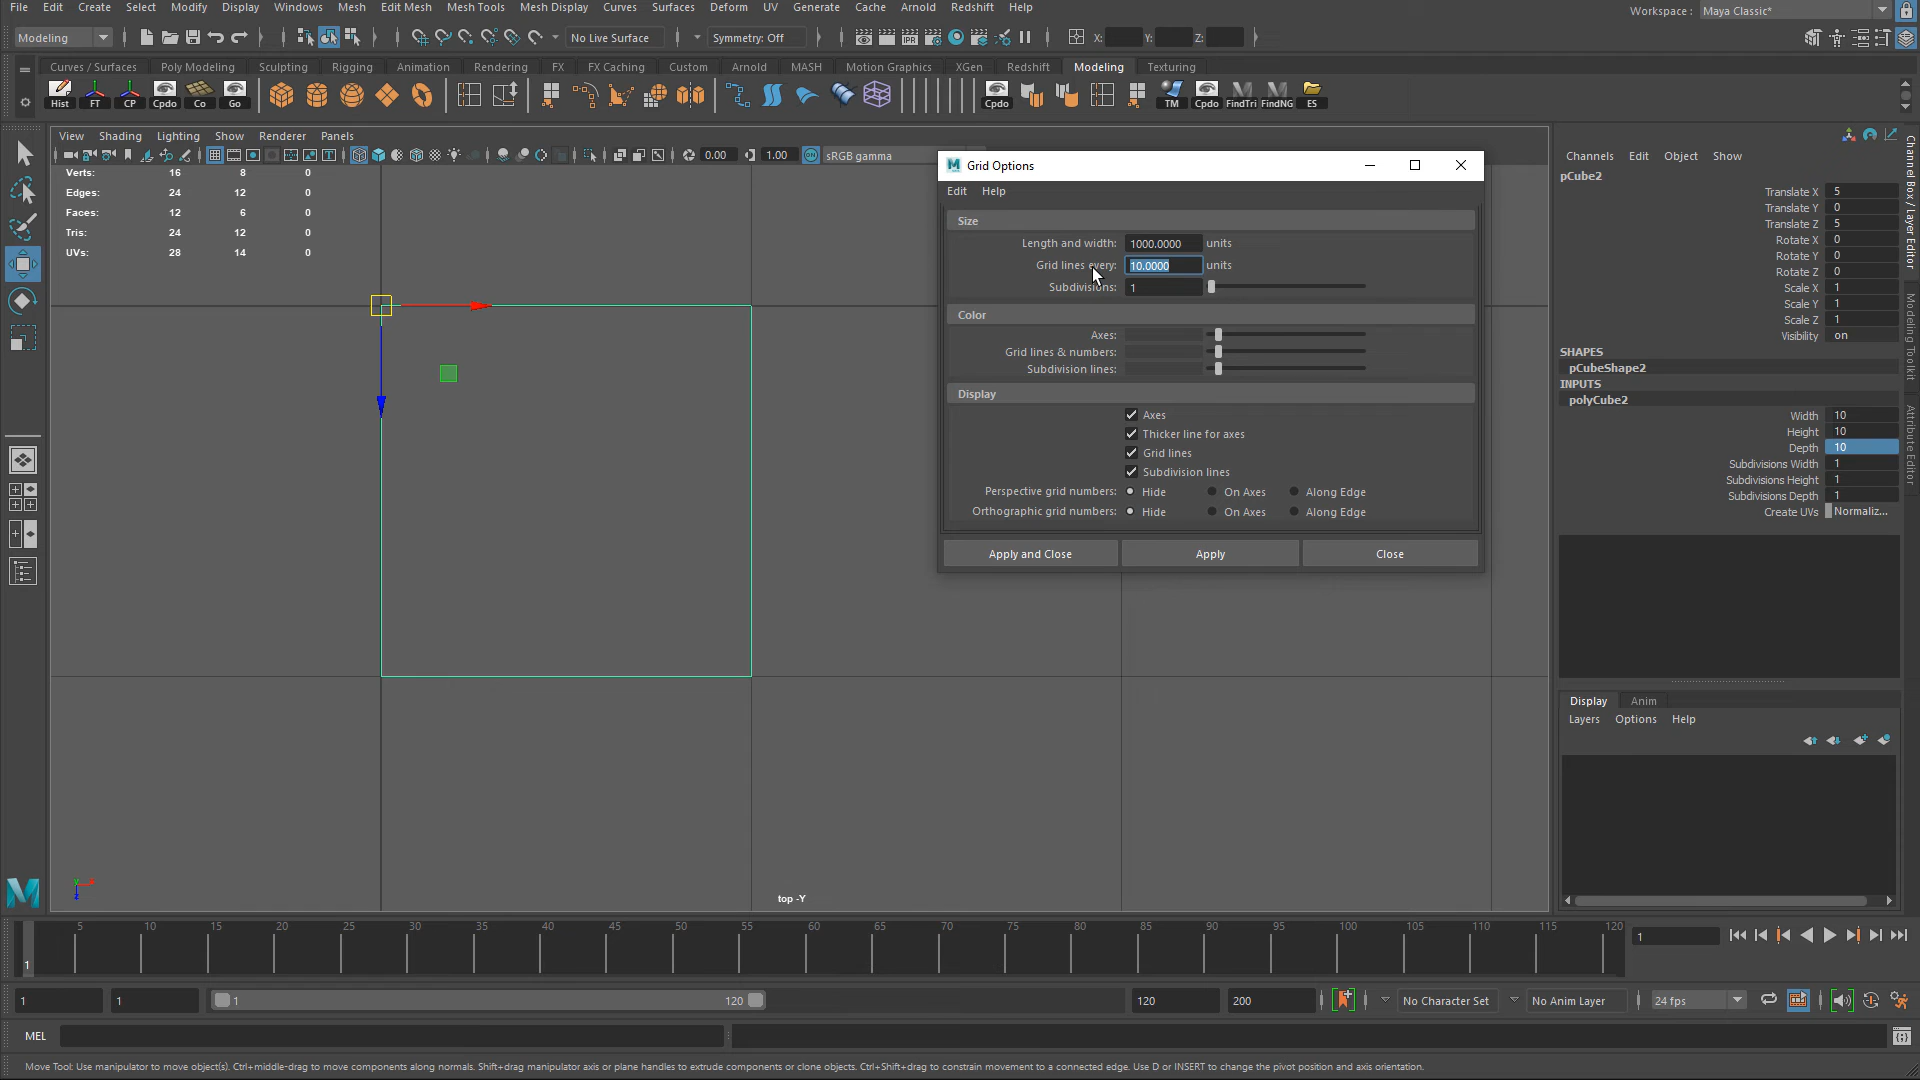 File Edit Create Select Modify Display Windows Mesh Edit Mesh Mesh Tools Mesh Display Curves Surfaces Deform UV Generate Cache Arnold Redshift Help
Workspace : Maya Classic*
Modeling
No Live Surface
Symmetry: Off
IPR
X:
Y:
Z:
Curves / Surfaces Poly Modeling Sculpting Rigging Animation Rendering FX FX Caching Custom Arnold MASH Motion Graphics XGen Redshift Modeling Texturing
Hist FT CP Cpdo Co Go Cpdo TM Cpdo FindTri FindNG ES
View Shading Lighting Show Renderer Panels
0.00 1.00 ON sRGB gamma
Verts: 16 8 0
Edges: 24 12 0
Faces: 12 6 0
Tris: 24 12 0
UVs: 28 14 0
top -Y
Grid Options
Edit Help
Size
Length and width: 1000.0000 units
Grid lines every: 10.0000 units
Subdivisions: 1
Color
Axes:
Grid lines & numbers:
Subdivision lines:
Display
Axes
Thicker line for axes
Grid lines
Subdivision lines
Perspective grid numbers: Hide On Axes Along Edge
Orthographic grid numbers: Hide On Axes Along Edge
Apply and Close Apply Close
Channels Edit Object Show
pCube2
Translate X 5
Translate Y 0
Translate Z 5
Rotate X 0
Rotate Y 0
Rotate Z 0
Scale X 1
Scale Y 1
Scale Z 1
Visibility on
SHAPES
pCubeShape2
INPUTS
polyCube2
Width 10
Height 10
Depth 10
Subdivisions Width 1
Subdivisions Height 1
Subdivisions Depth 1
Create UVs Normaliz...
Channel Box / Layer Editor
Modeling Toolkit
Attribute Editor
Display Anim
Layers Options Help
5 10 15 20 25 30 35 40 45 50 55 60 65 70 75 80 85 90 95 100 105 110 115 120
1
1
1 1 1 120 120 200 No Character Set No Anim Layer 24 fps
MEL
Move Tool: Use manipulator to move object(s). Ctrl+middle-drag to move components along normals. Shift+drag manipulator axis or plane handles to extrude components or clone objects. Ctrl+Shift+drag to constrain movement to a connected edge. Use D or INSERT to change the pivot position and axis orientation.